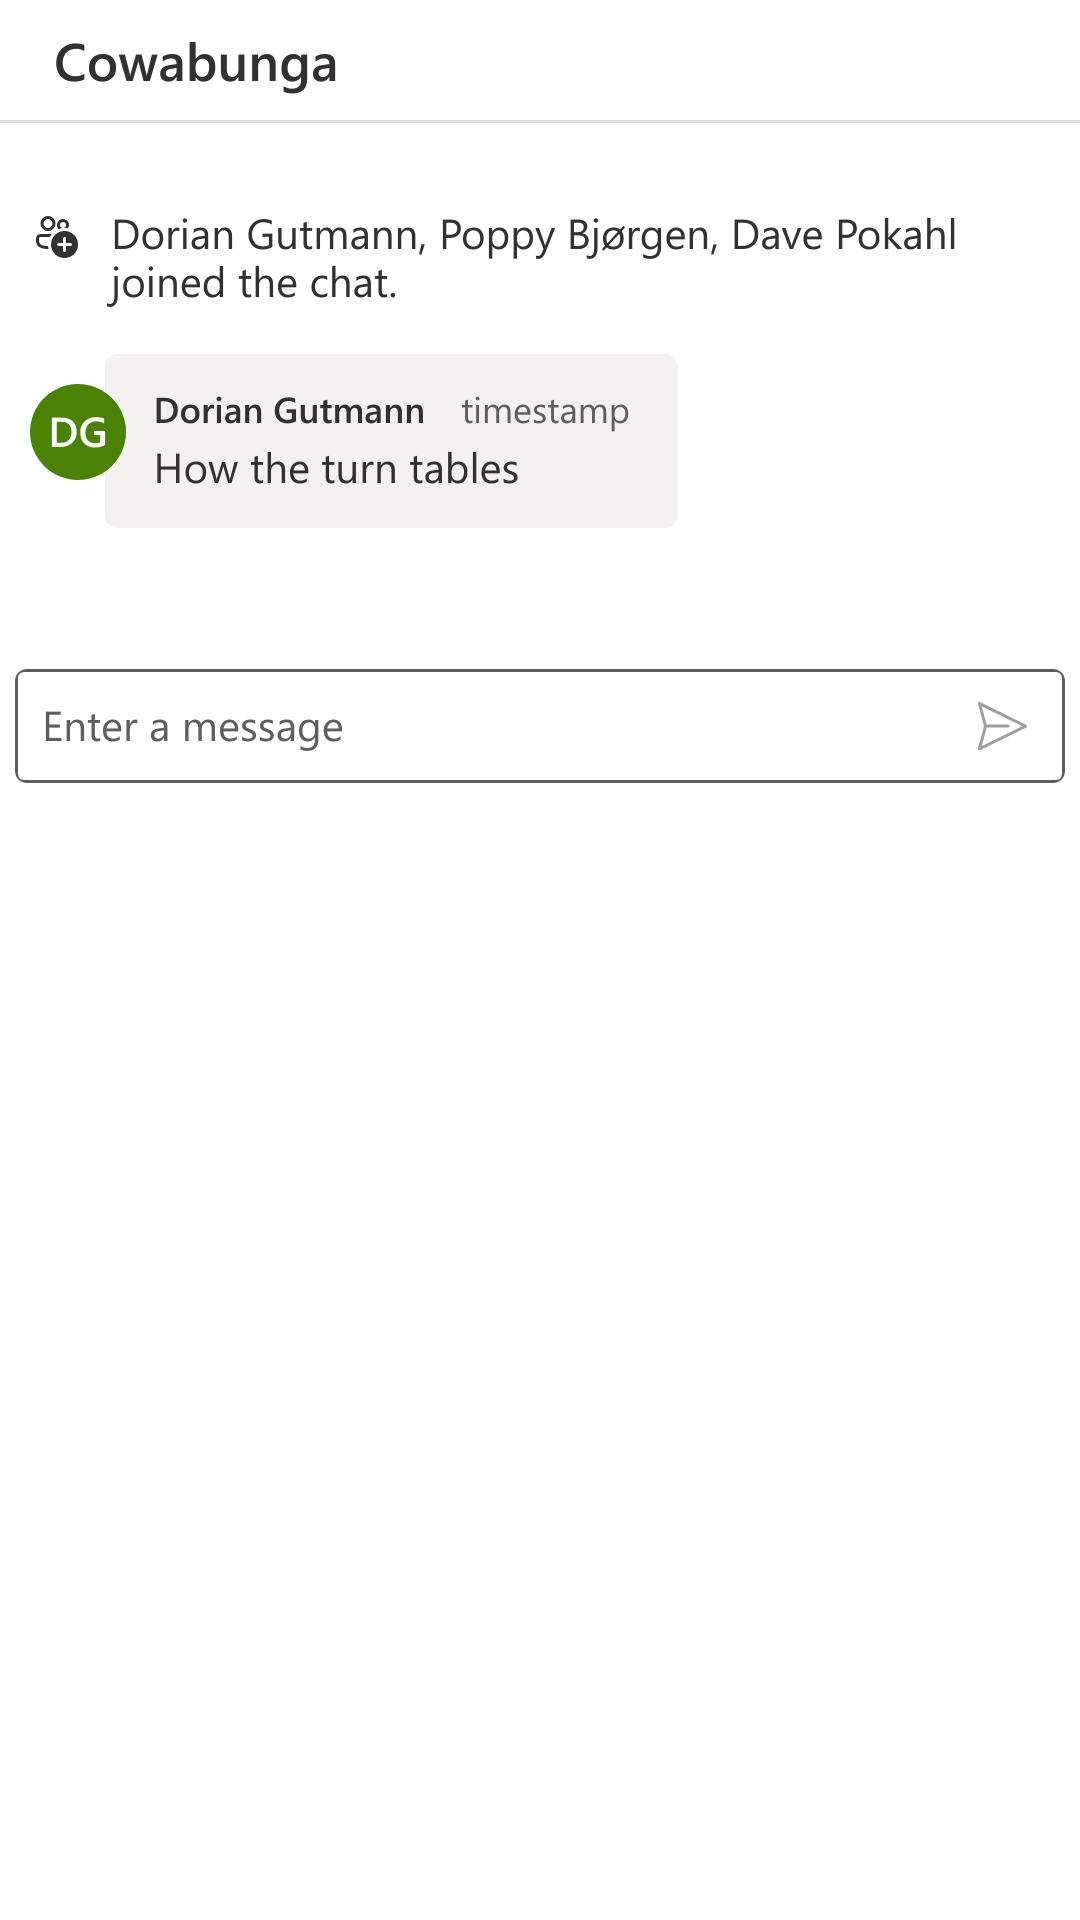 Cowabunga
Dorian Gutmann, Poppy Bjørgen, Dave Pokahl
joined the chat.
DG
Dorian Gutmann timestamp
How the turn tables
Enter a message